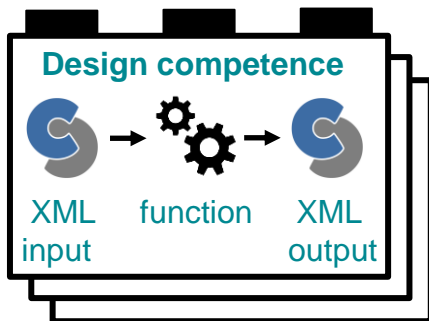 Design competence
XML function XML
input output